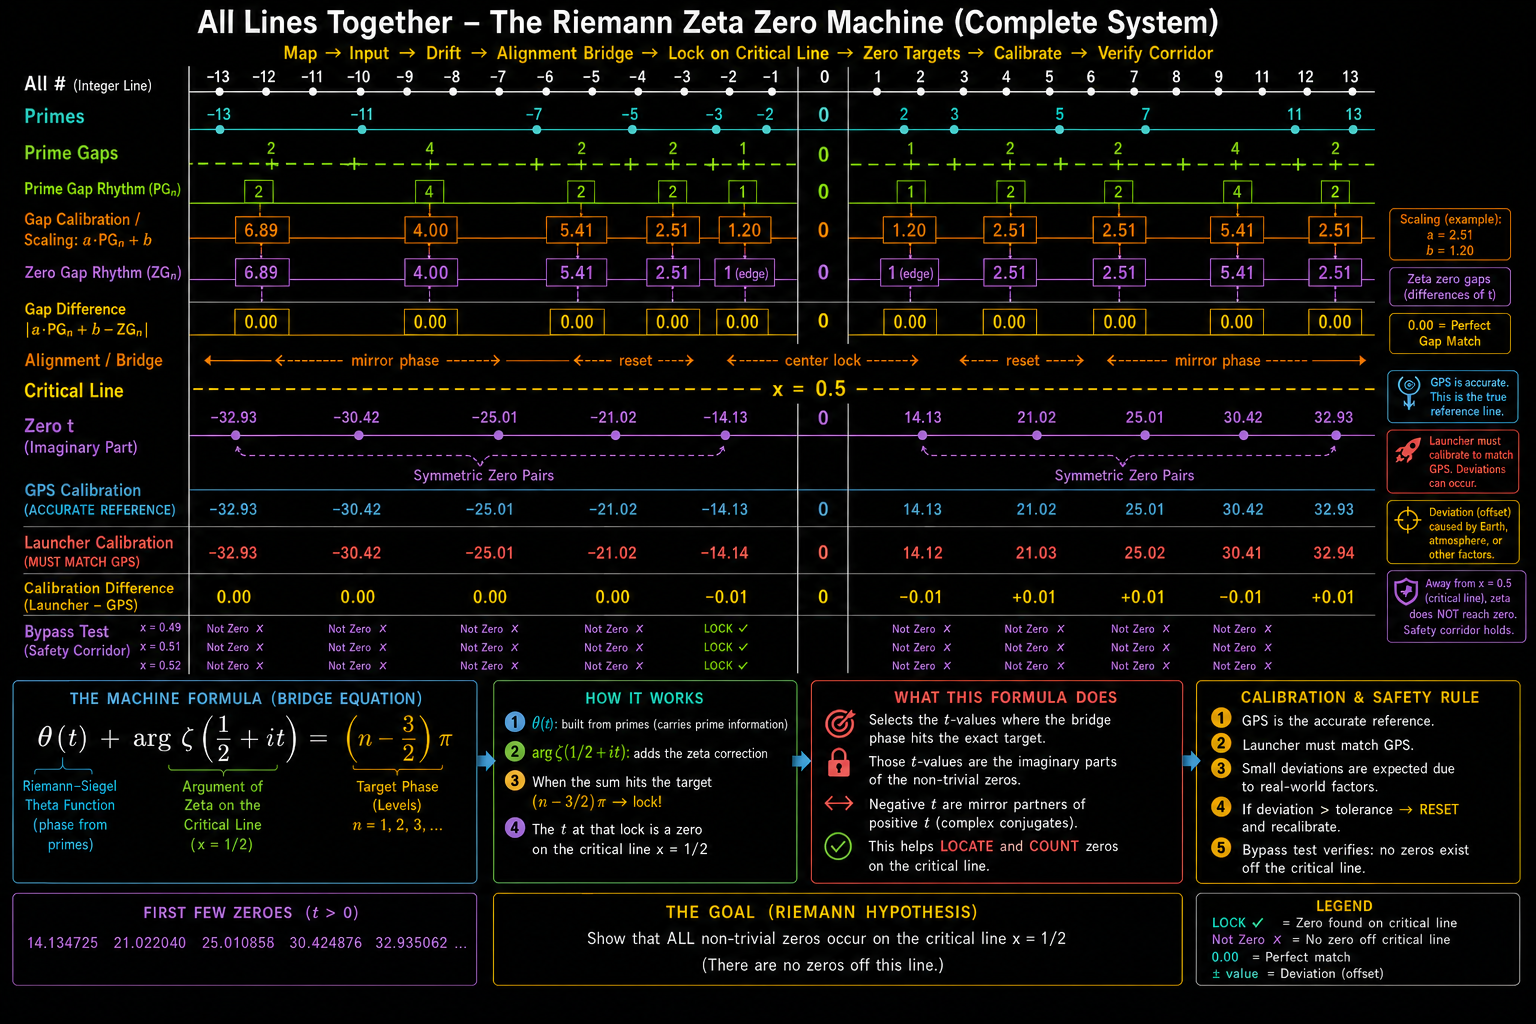 All Lines Together – The Riemann Zeta Zero Machine (Complete System)
Map → Input → Drift → Alignment Bridge → Lock on Critical Line → Zero Targets → Calibrate → Verify Corridor
All # (Integer Line) −13 −12 −11 −10 −9 −8 −7 −6 −5 −4 −3 −2 −1 0 1 2 3 4 5 6 7 8 9 11 12 13
Primes −13 −11 −7 −5 −3 −2 0 2 3 5 7 11 13
Prime Gaps 2 4 2 2 1 0 1 2 2 4 2
Prime Gap Rhythm (PGₙ) 2 4 2 2 1 0 1 2 2 4 2
Gap Calibration /
Scaling: a·PGₙ + b 6.89 4.00 5.41 2.51 1.20 0 1.20 2.51 2.51 5.41 2.51
Zero Gap Rhythm (ZGₙ) 6.89 4.00 5.41 2.51 1 (edge) 0 1 (edge) 2.51 2.51 5.41 2.51
Gap Difference
|a·PGₙ + b − ZGₙ| 0.00 0.00 0.00 0.00 0.00 0 0.00 0.00 0.00 0.00 0.00
Alignment / Bridge mirror phase reset center lock reset mirror phase
Critical Line x = 0.5
Zero t −32.93 −30.42 −25.01 −21.02 −14.13 0 14.13 21.02 25.01 30.42 32.93
(Imaginary Part)
Symmetric Zero Pairs Symmetric Zero Pairs
GPS Calibration
(ACCURATE REFERENCE) −32.93 −30.42 −25.01 −21.02 −14.13 0 14.13 21.02 25.01 30.42 32.93
Launcher Calibration
(MUST MATCH GPS) −32.93 −30.42 −25.01 −21.02 −14.14 0 14.12 21.03 25.02 30.41 32.94
Calibration Difference
(Launcher – GPS) 0.00 0.00 0.00 0.00 −0.01 0 −0.01 +0.01 +0.01 −0.01 +0.01
Bypass Test
(Safety Corridor)
x = 0.49 Not Zero ✗ Not Zero ✗ Not Zero ✗ Not Zero ✗ LOCK ✓ Not Zero ✗ Not Zero ✗ Not Zero ✗ Not Zero ✗
x = 0.51 Not Zero ✗ Not Zero ✗ Not Zero ✗ Not Zero ✗ LOCK ✓ Not Zero ✗ Not Zero ✗ Not Zero ✗ Not Zero ✗
x = 0.52 Not Zero ✗ Not Zero ✗ Not Zero ✗ Not Zero ✗ LOCK ✓ Not Zero ✗ Not Zero ✗ Not Zero ✗ Not Zero ✗
Scaling (example):
a = 2.51
b = 1.20
Zeta zero gaps
(differences of t)
0.00 = Perfect
Gap Match
GPS is accurate.
This is the true
reference line.
Launcher must
calibrate to match
GPS. Deviations
can occur.
Deviation (offset)
caused by Earth,
atmosphere, or
other factors.
Away from x = 0.5
(critical line), zeta
does NOT reach zero.
Safety corridor holds.
THE MACHINE FORMULA (BRIDGE EQUATION)
θ(t) + arg ζ(1/2 + it) = (n − 3/2) π
Riemann–Siegel
Theta Function
(phase from
primes)
Argument of
Zeta on the
Critical Line
(x = 1/2)
Target Phase
(Levels)
n = 1, 2, 3, ...
HOW IT WORKS
1 θ(t): built from primes (carries prime information)
2 arg ζ(1/2 + it): adds the zeta correction
3 When the sum hits the target
(n − 3/2) π → lock!
4 The t at that lock is a zero
on the critical line x = 1/2
WHAT THIS FORMULA DOES
Selects the t-values where the bridge
phase hits the exact target.
Those t-values are the imaginary parts
of the non-trivial zeros.
Negative t are mirror partners of
positive t (complex conjugates).
This helps LOCATE and COUNT zeros
on the critical line.
CALIBRATION & SAFETY RULE
1 GPS is the accurate reference.
2 Launcher must match GPS.
3 Small deviations are expected due
to real-world factors.
4 If deviation > tolerance → RESET
and recalibrate.
5 Bypass test verifies: no zeros exist
off the critical line.
FIRST FEW ZEROES (t > 0)
14.134725 21.022040 25.010858 30.424876 32.935062 ...
THE GOAL (RIEMANN HYPOTHESIS)
Show that ALL non-trivial zeros occur on the critical line x = 1/2
(There are no zeros off this line.)
LEGEND
LOCK ✓ = Zero found on critical line
Not Zero ✗ = No zero off critical line
0.00 = Perfect match
± value = Deviation (offset)